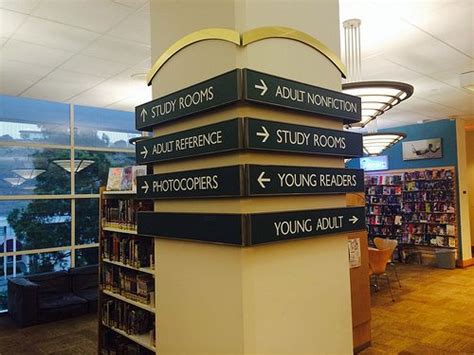 ↑ STUDY ROOMS
→ ADULT REFERENCE
← PHOTOCOPIERS
→ ADULT NONFICTION
→ STUDY ROOMS
← YOUNG READERS
YOUNG ADULT →